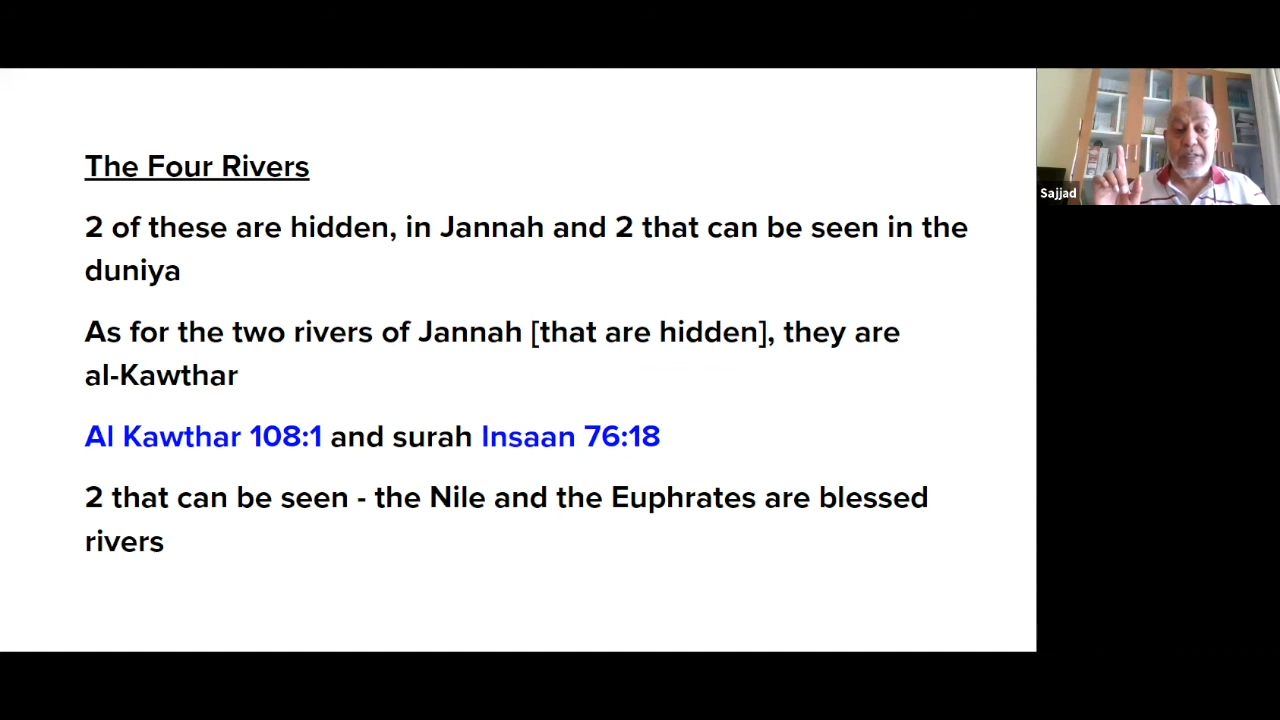 The Four Rivers
2 of these are hidden, in Jannah and 2 that can be seen in the
duniya
As for the two rivers of Jannah [that are hidden], they are
al-Kawthar
Al Kawthar 108:1 and surah Insaan 76:18
2 that can be seen - the Nile and the Euphrates are blessed
rivers
Sajjad